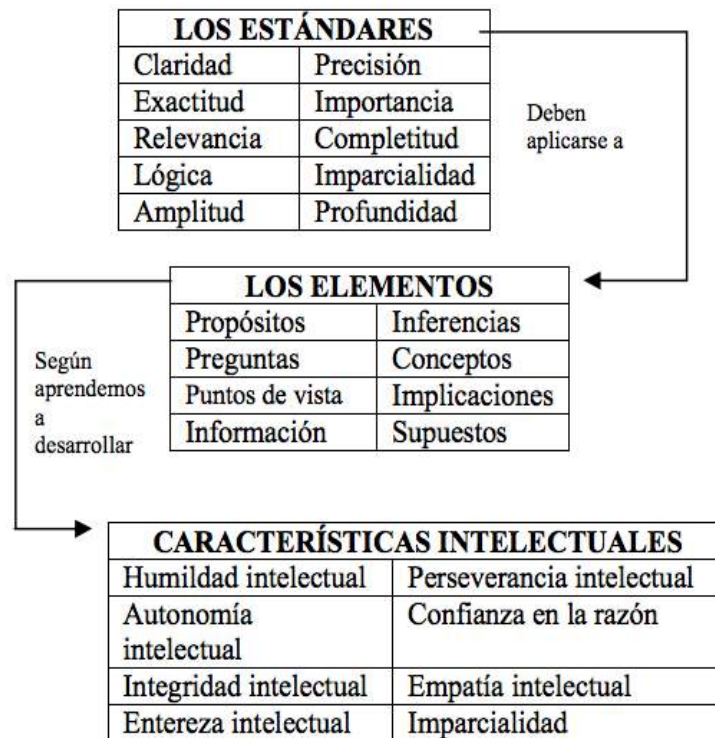 LOS ESTÁNDARES
Claridad Precisión
Exactitud Importancia
Relevancia Completitud
Lógica Imparcialidad
Amplitud Profundidad
Deben
aplicarse a
LOS ELEMENTOS
Propósitos Inferencias
Preguntas Conceptos
Puntos de vista Implicaciones
Información Supuestos
Según
aprendemos
a
desarrollar
CARACTERÍSTICAS INTELECTUALES
Humildad intelectual Perseverancia intelectual
Autonomía Confianza en la razón
intelectual
Integridad intelectual Empatía intelectual
Entereza intelectual Imparcialidad